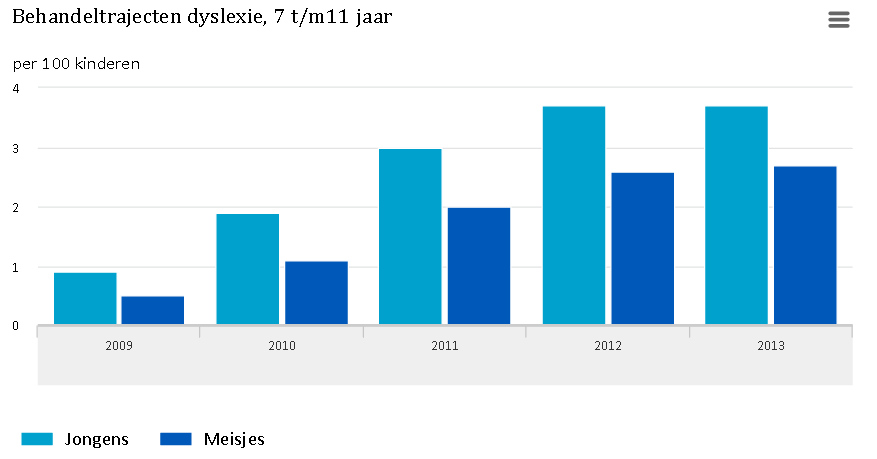 Behandeltrajecten dyslexie, 7 t/m11 jaar
per 100 kinderen
4
3
2
1
0
2009 2010 2011 2012 2013
Jongens Meisjes